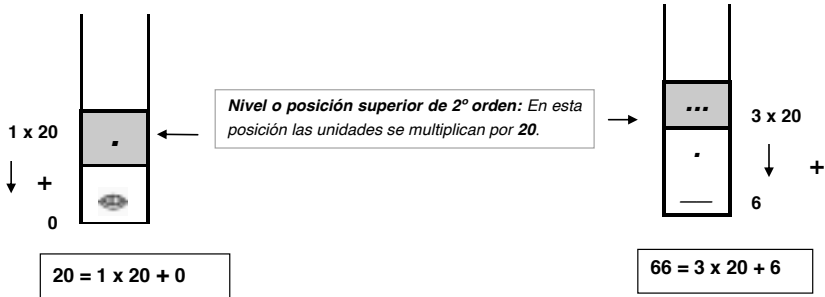 1 x 20
+
0
.
Nivel o posición superior de 2º orden: En esta
posición las unidades se multiplican por 20.
...
.
3 x 20
+
6
20 = 1 x 20 + 0
66 = 3 x 20 + 6